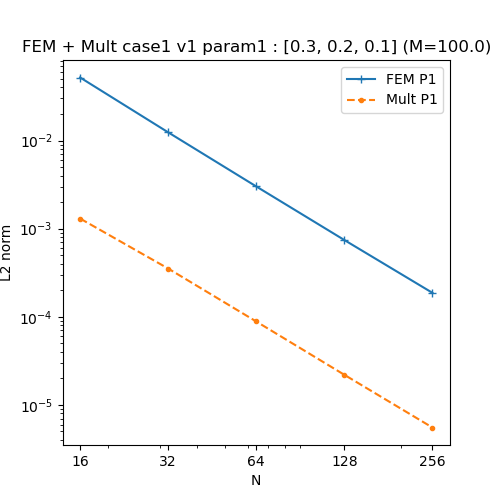 FEM + Mult case1 v1 param1 : [0.3, 0.2, 0.1] (M=100.0)
FEM P1
Mult P1
10⁻²
10⁻³
10⁻⁴
10⁻⁵
L2 norm
16 32 64 128 256
N